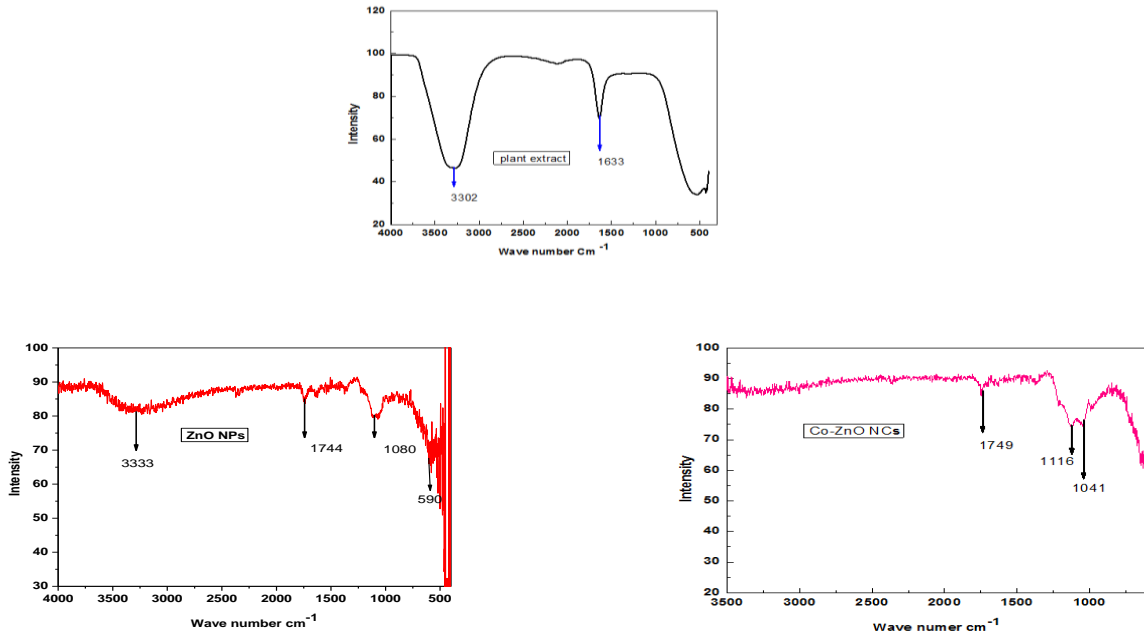 Intensity
120
100
80
60
40
20
4000 3500 3000 2500 2000 1500 1000 500
Wave number Cm⁻¹
plant extract
3302
1633
Intensity
100
90
80
70
60
50
40
30
4000 3500 3000 2500 2000 1500 1000 500
Wave number cm⁻¹
ZnO NPs
3333
1744
1080
590
Intensity
100
90
80
70
60
50
40
30
20
3500 3000 2500 2000 1500 1000
Wave numer cm⁻¹
Co-ZnO NCs
1749
1116
1041